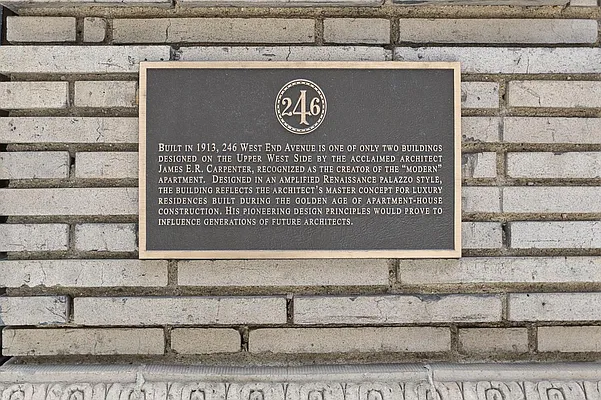 246
BUILT IN 1913, 246 WEST END AVENUE IS ONE OF ONLY TWO BUILDINGS
DESIGNED ON THE UPPER WEST SIDE BY THE ACCLAIMED ARCHITECT
JAMES E.R. CARPENTER, RECOGNIZED AS THE CREATOR OF THE "MODERN"
APARTMENT. DESIGNED IN AN AMPLIFIED RENAISSANCE PALAZZO STYLE,
THE BUILDING REFLECTS THE ARCHITECT'S MASTER CONCEPT FOR LUXURY
RESIDENCES BUILT DURING THE GOLDEN AGE OF APARTMENT-HOUSE
CONSTRUCTION. HIS PIONEERING DESIGN PRINCIPLES WOULD PROVE TO
INFLUENCE GENERATIONS OF FUTURE ARCHITECTS.